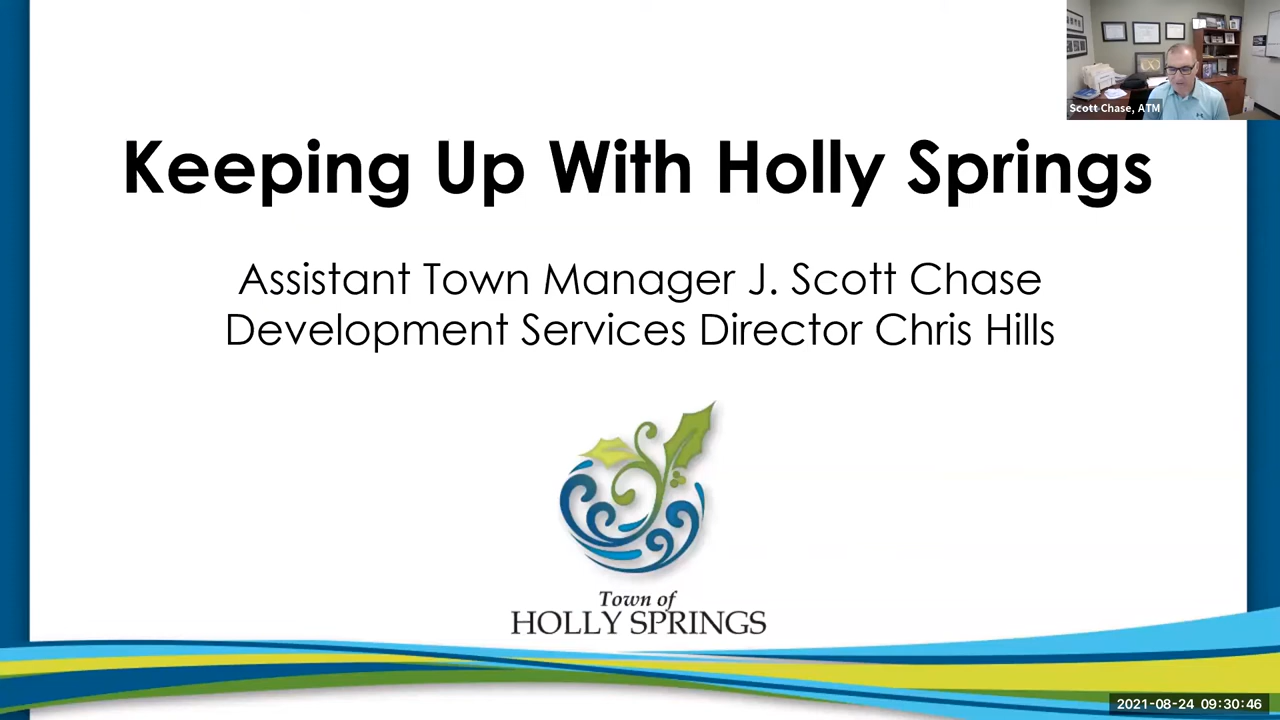 Scott Chase, ATM
Keeping Up With Holly Springs
Assistant Town Manager J. Scott Chase
Development Services Director Chris Hills
Town of
HOLLY SPRINGS
2021-08-24 09:30:46